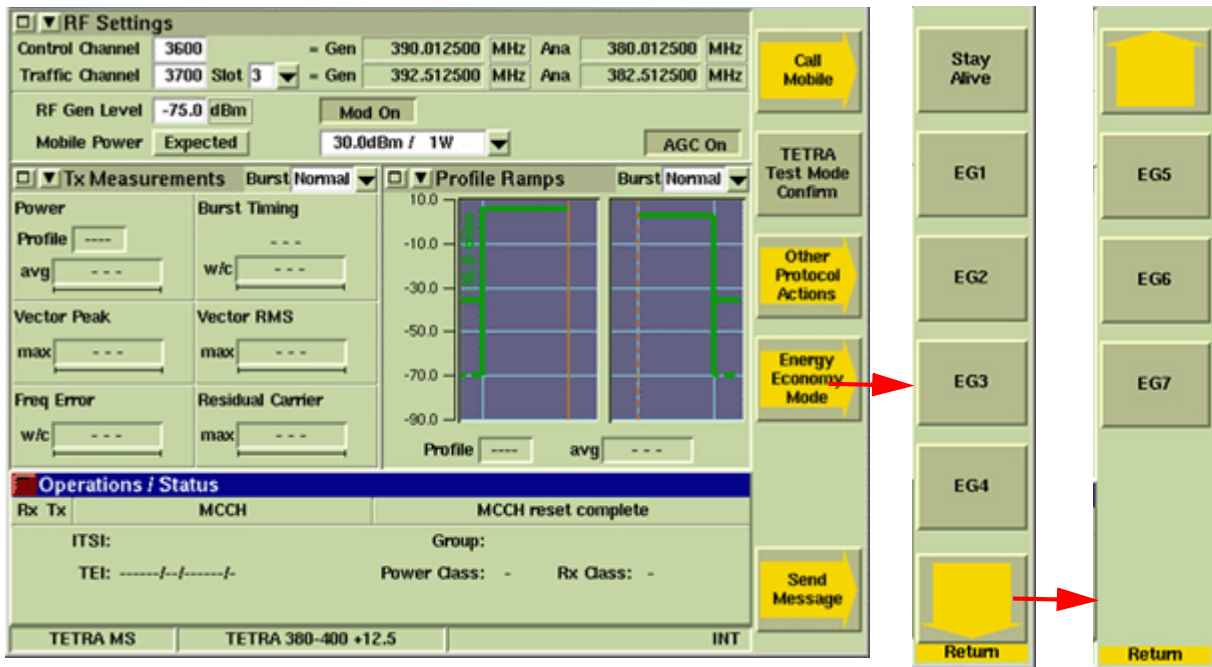 RF Settings
Control Channel 3600 = Gen 390.012500 MHz Ana 380.012500 MHz
Traffic Channel 3700 Slot 3 = Gen 392.512500 MHz Ana 382.512500 MHz
RF Gen Level -75.0 dBm Mod On
Mobile Power Expected 30.0dBm / 1W AGC On
Tx Measurements Burst Normal
Power Burst Timing
Profile ---- - - -
avg - - - w/c - - -
Vector Peak Vector RMS
max - - - max - - -
Freq Error Residual Carrier
w/c - - - max - - -
Profile Ramps Burst Normal
10.0
-10.0
-30.0
-50.0
-70.0
-90.0
Profile ---- avg - - -
Operations / Status
Rx Tx MCCH MCCH reset complete
ITSI: Group:
TEI: ------/--/------/- Power Class: - Rx Class: -
TETRA MS TETRA 380-400 +12.5 INT
Call
Mobile
TETRA
Test Mode
Confirm
Other
Protocol
Actions
Energy
Economy
Mode
Send
Message
Stay
Alive
EG1
EG2
EG3
EG4
Return
EG5
EG6
EG7
Return